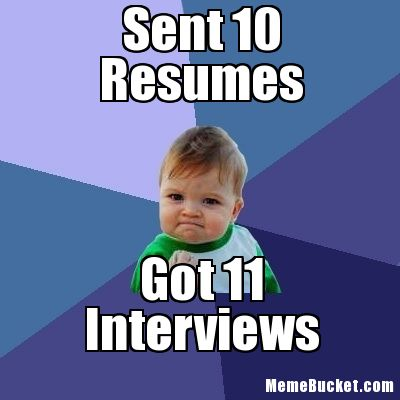 Sent 10
Resumes
Got 11
Interviews
MemeBucket.com